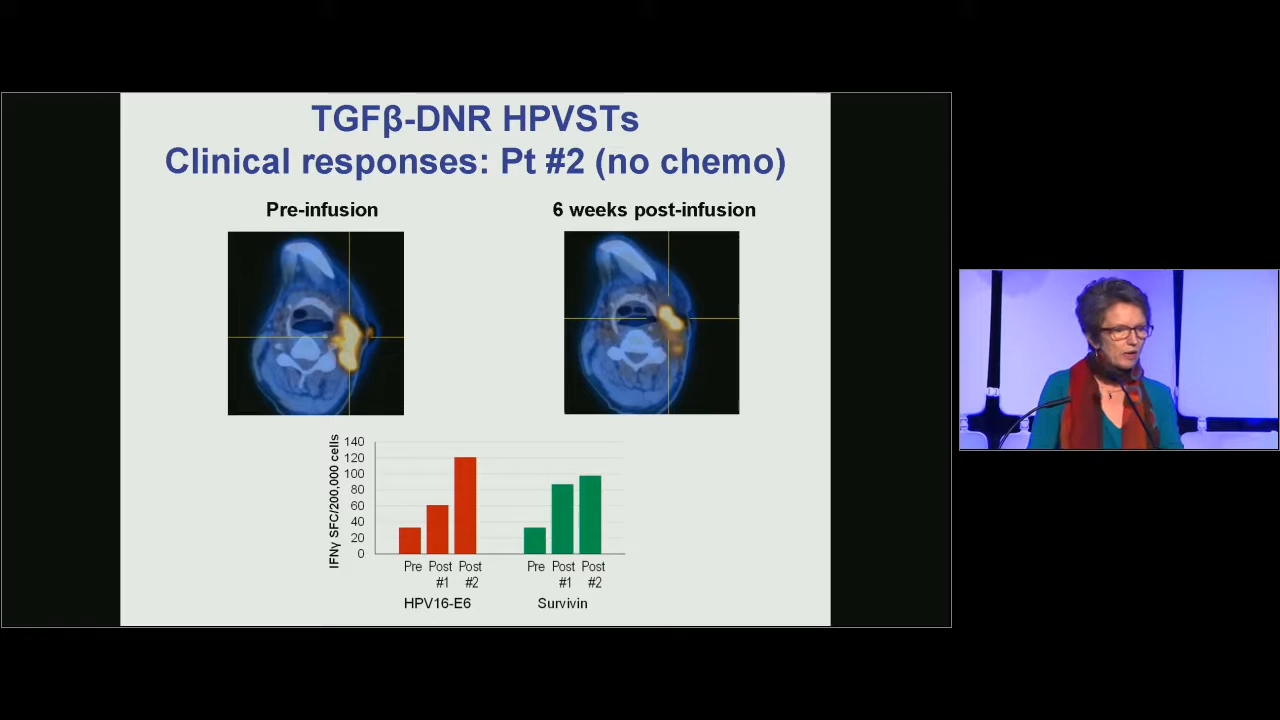 TGFβ-DNR HPVSTs
Clinical responses: Pt #2 (no chemo)
Pre-infusion
6 weeks post-infusion
IFNγ SFC/200,000 cells
140
120
100
80
60
40
20
0
Pre Post Post Pre Post Post
#1 #2 #1 #2
HPV16-E6 Survivin